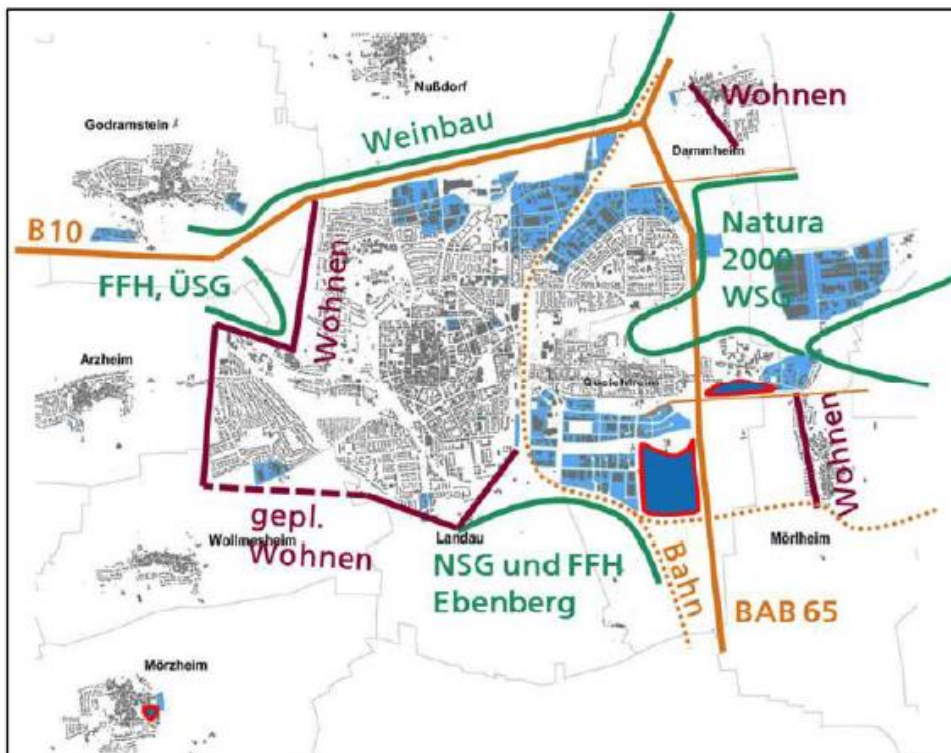 Nußdorf
Wohnen
Godramstein
Weinbau
Dammheim
B10
Natura
2000
WSG
FFH, ÜSG
Wohnen
Arzheim
Queichheim
Wohnen
gepl.
Wohnen
Wollmesheim
Landau
Mörlheim
NSG und FFH
Ebenberg
Bahn
BAB 65
Mörzheim